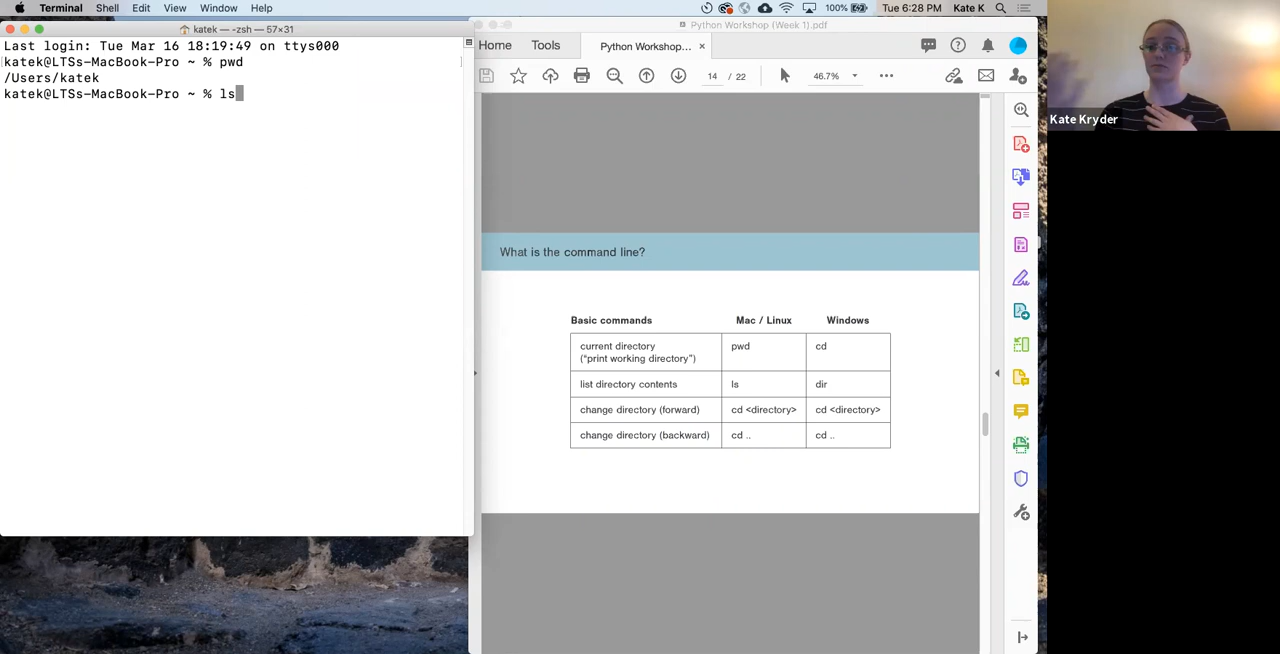 Terminal Shell Edit View Window Help 100% Tue 6:28 PM Kate K
katek — -zsh — 57×31
Last login: Tue Mar 16 18:19:49 on ttys000
katek@LTSs-MacBook-Pro ~ % pwd
/Users/katek
katek@LTSs-MacBook-Pro ~ % ls
Python Workshop (Week 1).pdf
Home Tools Python Workshop... ×
14 / 22 46.7%
What is the command line?
Basic commands Mac / Linux Windows
current directory
("print working directory") pwd cd
list directory contents ls dir
change directory (forward) cd <directory> cd <directory>
change directory (backward) cd .. cd ..
Kate Kryder